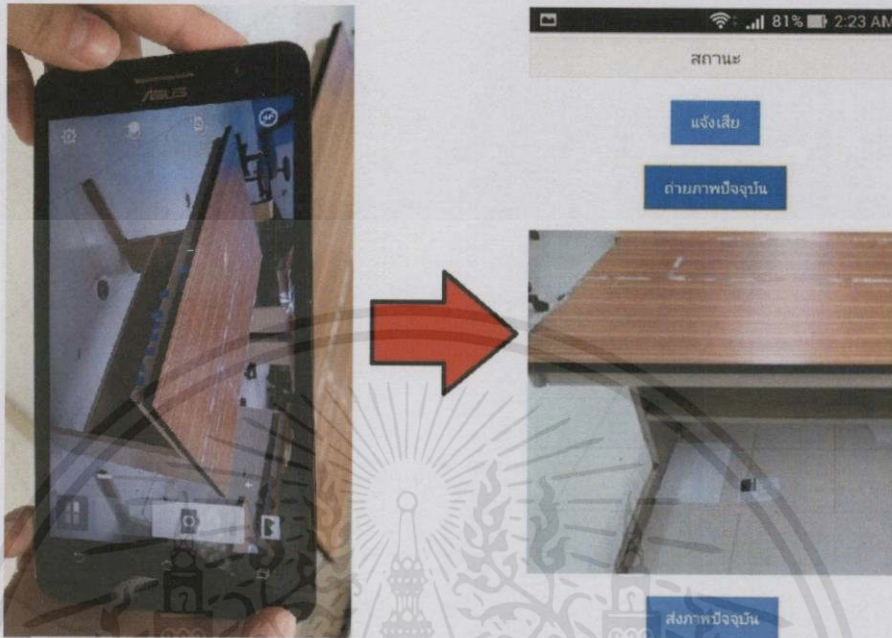 ASUS
81% 2:23 AM
สถานะ
แจ้งเสีย
ถ่ายภาพปัจจุบัน
ส่งภาพปัจจุบัน